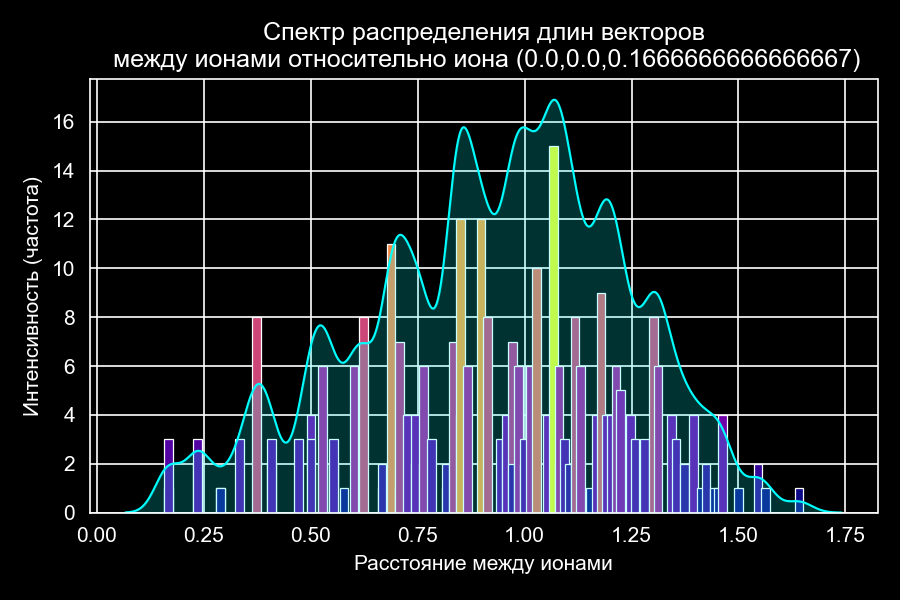 Спектр распределения длин векторов
между ионами относительно иона (0.0,0.0,0.1666666666666667)
Интенсивность (частота)
16
14
12
10
8
6
4
2
0
0.00 0.25 0.50 0.75 1.00 1.25 1.50 1.75
Расстояние между ионами